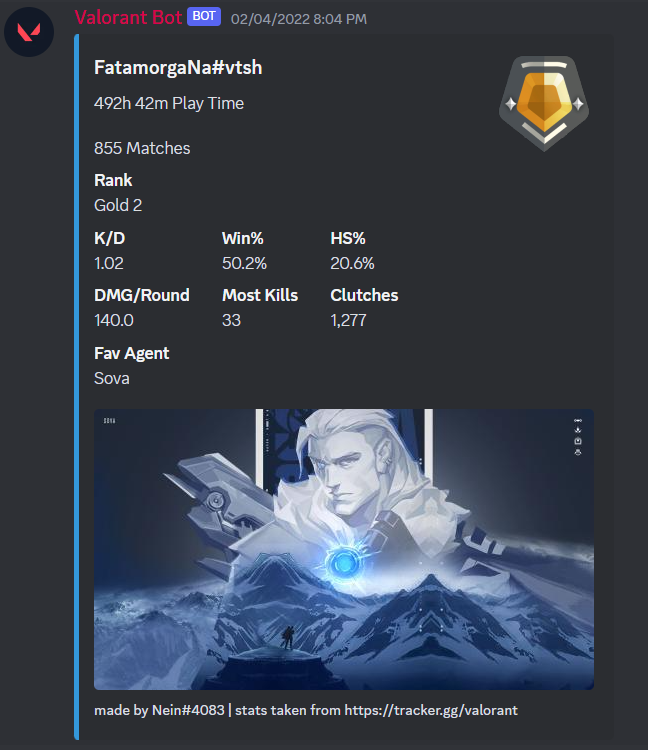 Valorant Bot BOT 02/04/2022 8:04 PM
FatamorgaNa#vtsh
492h 42m Play Time
855 Matches
Rank
Gold 2
K/D Win% HS%
1.02 50.2% 20.6%
DMG/Round Most Kills Clutches
140.0 33 1,277
Fav Agent
Sova
SOVA
made by Nein#4083 | stats taken from https://tracker.gg/valorant